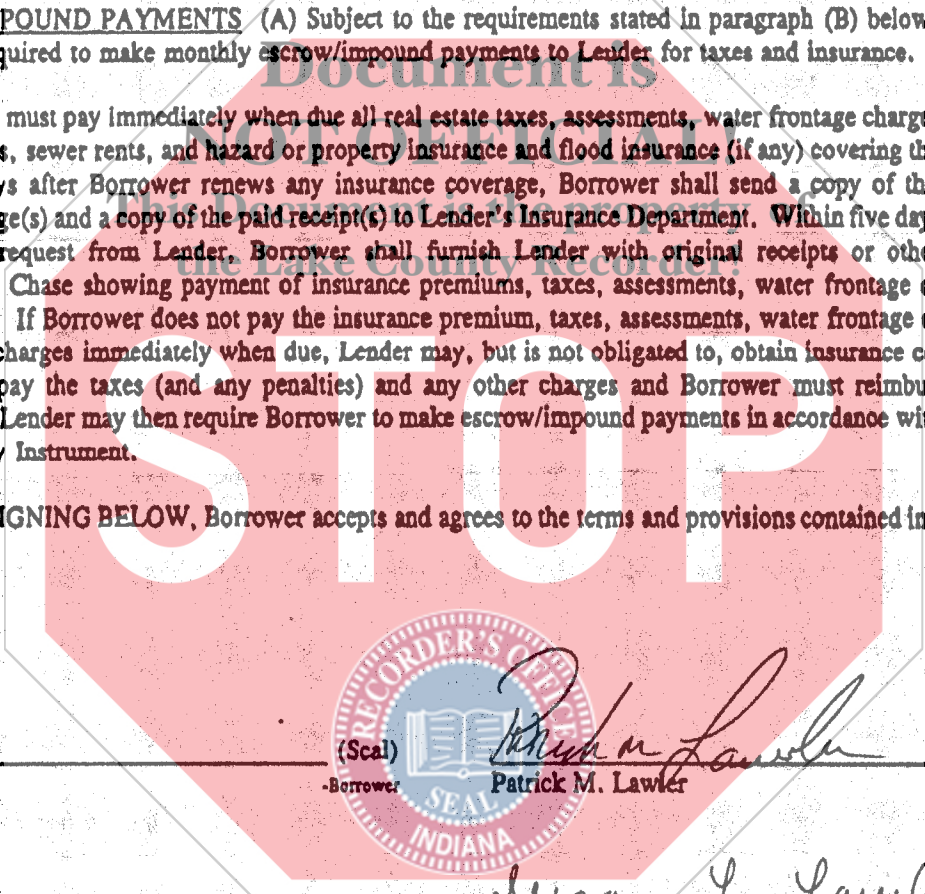 POUND PAYMENTS (A) Subject to the requirements stated in paragraph (B) below
quired to make monthly escrow/impound payments to Lender for taxes and insurance.
Document is
must pay immediately when due all real estate taxes, assessments, water frontage charge
NOT OFFICIAL!
s, sewer rents, and hazard or property insurance and flood insurance (if any) covering th
s after Borrower renews any insurance coverage, Borrower shall send a copy of th
This Document is the property of
ge(s) and a copy of the paid receipt(s) to Lender's Insurance Department. Within five day
request from Lender, Borrower shall furnish Lender with original receipts or othe
the Lake County Recorder!
Chase showing payment of insurance premiums, taxes, assessments, water frontage c
If Borrower does not pay the insurance premium, taxes, assessments, water frontage c
harges immediately when due, Lender may, but is not obligated to, obtain insurance c
pay the taxes (and any penalties) and any other charges and Borrower must reimbu
Lender may then require Borrower to make escrow/impound payments in accordance wi
Instrument.
STOP
IGNING BELOW, Borrower accepts and agrees to the terms and provisions contained in
RECORDER'S OFFICE
(Seal)
-Borrower
Patrick M. Lawler
Patrick M. Lawler
SEAL
INDIANA